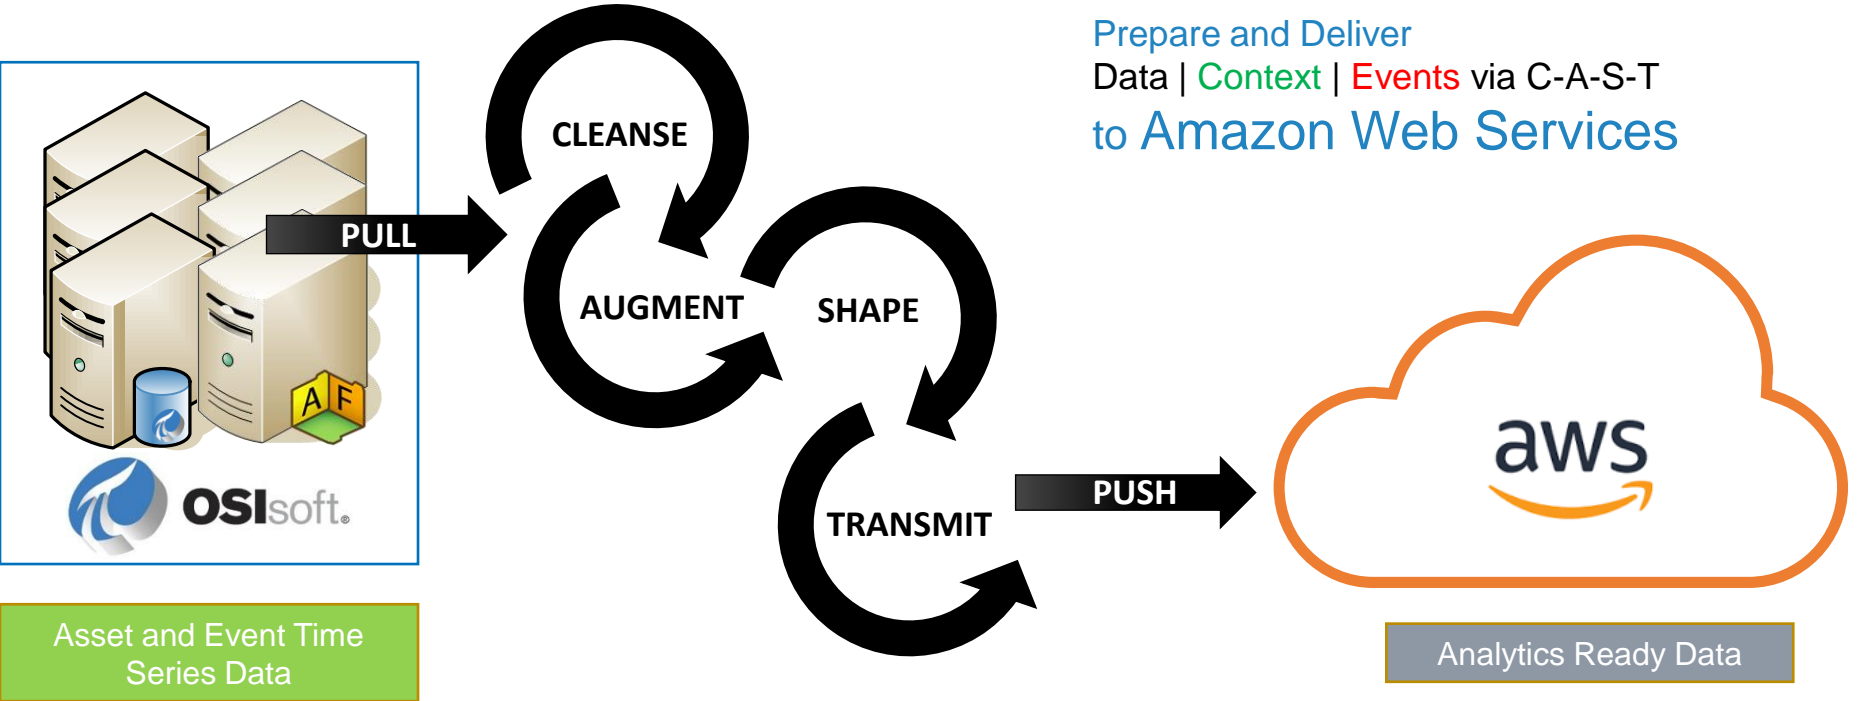 Prepare and Deliver
Data | Context | Events via C-A-S-T
to Amazon Web Services
CLEANSE
PULL
AUGMENT
SHAPE
A F
OSIsoft.
aws
PUSH
TRANSMIT
Asset and Event Time
Series Data
Analytics Ready Data